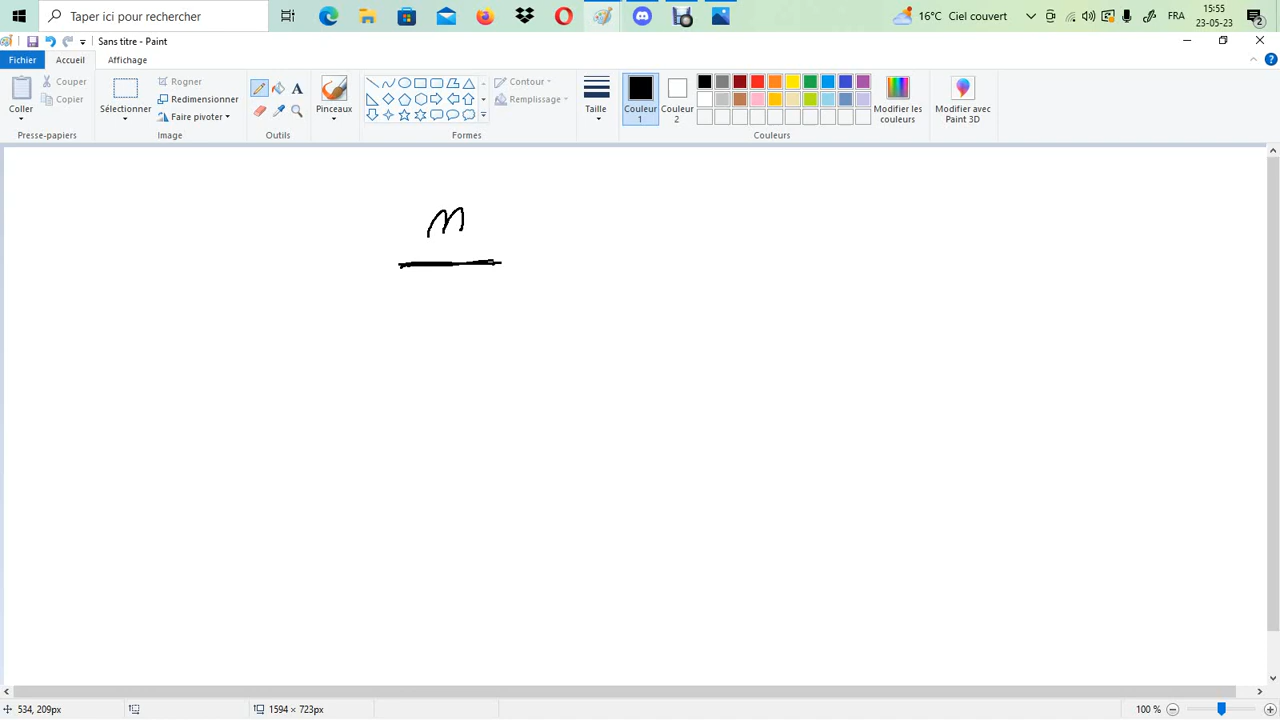 Taper ici pour rechercher
16°C Ciel couvert
FRA
15:55
23-05-23
2
Sans titre - Paint
Fichier Accueil Affichage
Coller
Couper
Copier
Presse-papiers
Sélectionner
Rogner
Redimensionner
Faire pivoter
Image
A
Outils
Pinceaux
Contour
Remplissage
Formes
Taille
Couleur
1
Couleur
2
Modifier les
couleurs
Couleurs
Modifier avec
Paint 3D
m
534, 209px
1594 × 723px
100 %